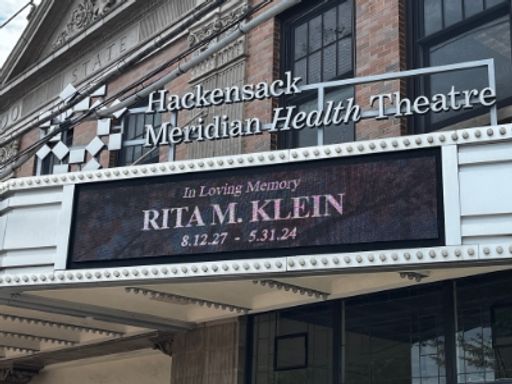 STATE
Hackensack
Meridian Health Theatre
In Loving Memory
RITA M. KLEIN
8.12.27 - 5.31.24